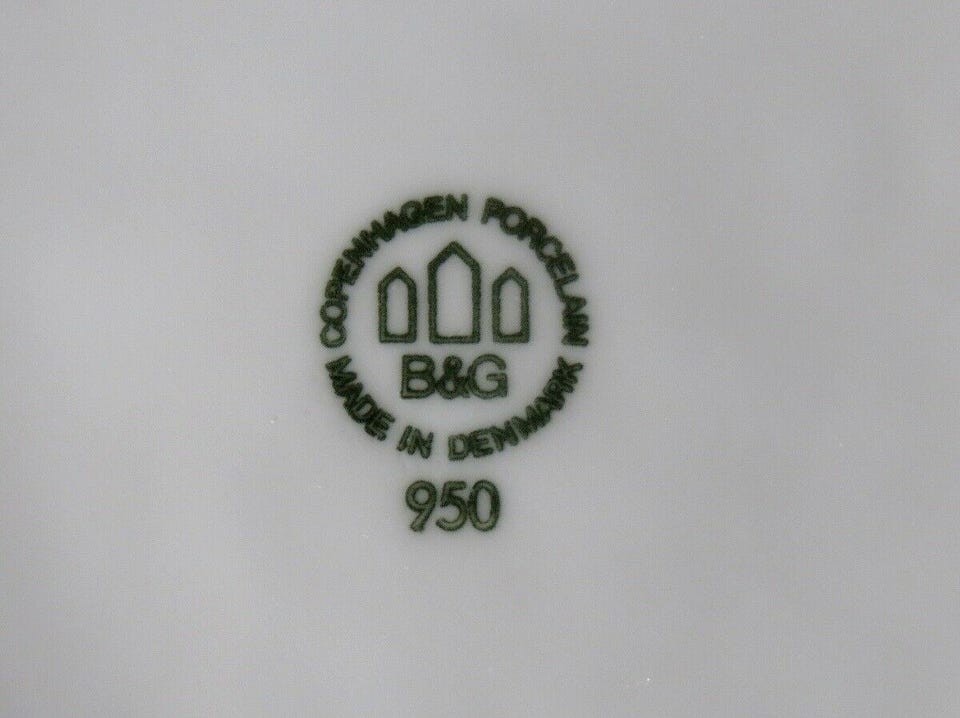 COPENHAGEN PORCELAIN
B&G
MADE IN DENMARK
950